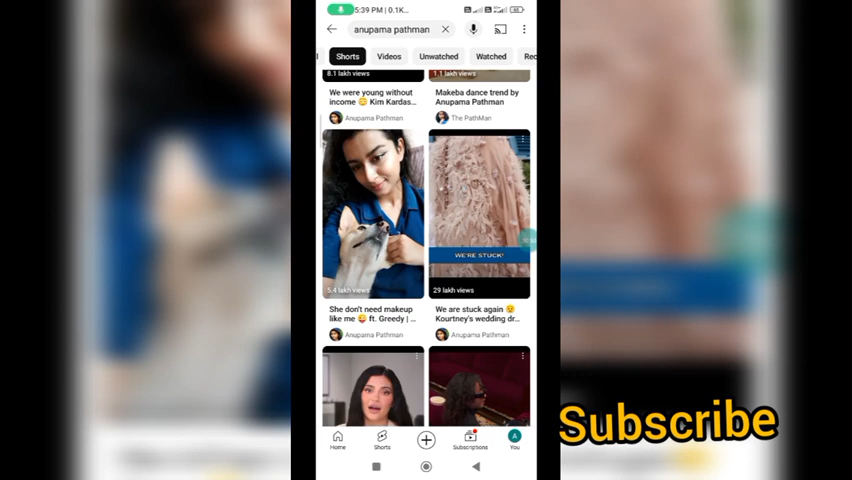 5:39 PM | 0.1K...
anupama pathman
Shorts
Videos
Unwatched
Watched
Rec
8.1 lakh views
1.1 lakh views
We were young without
income 😳 Kim Kardas...
Anupama Pathman
Makeba dance trend by
Anupama Pathman
The PathMan
WE'RE STUCK!
5.4 lakh views
29 lakh views
She don't need makeup
like me 😜 ft. Greedy | ...
Anupama Pathman
We are stuck again 😟
Kourtney's wedding dr...
Anupama Pathman
Subscribe
Home
Shorts
Subscriptions
A
You